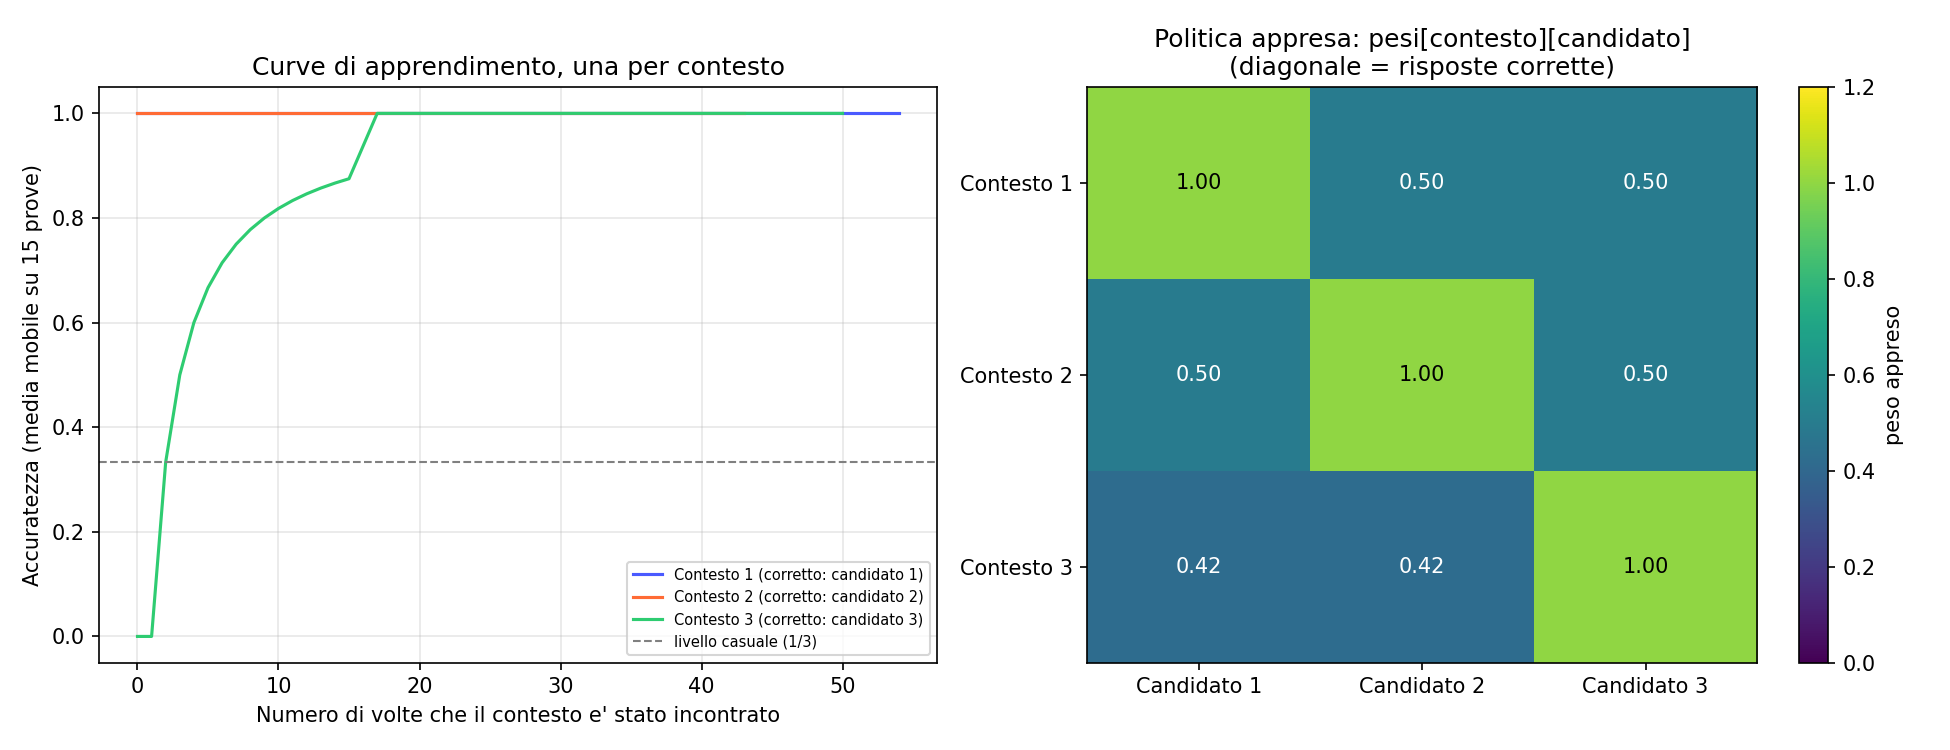 Curve di apprendimento, una per contesto
Accuratezza (media mobile su 15 prove)
1.0
0.8
0.6
0.4
0.2
0.0
0 10 20 30 40 50
Numero di volte che il contesto e' stato incontrato
Contesto 1 (corretto: candidato 1)
Contesto 2 (corretto: candidato 2)
Contesto 3 (corretto: candidato 3)
livello casuale (1/3)
Politica appresa: pesi[contesto][candidato]
(diagonale = risposte corrette)
Contesto 1 1.00 0.50 0.50
Contesto 2 0.50 1.00 0.50
Contesto 3 0.42 0.42 1.00
Candidato 1 Candidato 2 Candidato 3
1.2
1.0
0.8
0.6
0.4
0.2
0.0
peso appreso